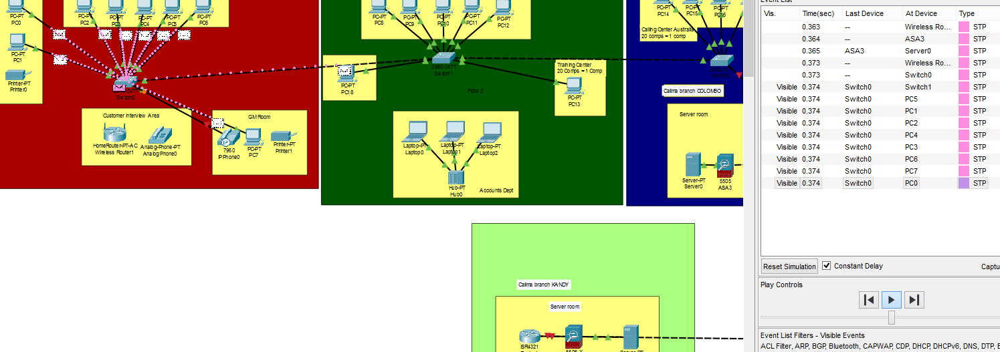 PC-PT
PC0
PC-PT
PC2
PC-PT
PC3
PC-PT
PC4
PC-PT
PC5
PC-PT
PC6
PC-PT
PC1
Printer-PT
Printer0
Switch0
Customer Interview Area
HomeRouter-PT-AC
Wireless Router1
Analog-Phone-PT
Analog Phone0
GM Room
7960
IP Phone0
PC-PT
PC7
Printer-PT
Printer1
PC-PT
PC8
PC-PT
PC9
PC-PT
PC10
PC-PT
PC11
PC-PT
PC12
2960-24TT
Switch1
PC-PT
PC18
Floor 2
Training Center
20 Comps = 1 Comp
PC-PT
PC13
Laptop-PT
Laptop0
Laptop-PT
Laptop1
Laptop-PT
Laptop2
Hub-PT
Hub0
Accounts Dept
PC14
PC15
PC16
Calling Center Australia
20 comps = 1 comp
Calima branch COLOMBO
Server room
Server-PT
Server0
5505
ASA3
Calima branch KANDY
Server room
ISR4321
Event List
Vis. Time(sec) Last Device At Device Type
0.363 -- Wireless Ro... STP
0.364 -- ASA3 STP
0.365 ASA3 Server0 STP
0.373 -- Wireless Ro... STP
0.373 -- Switch0 STP
Visible 0.374 Switch0 Switch1 STP
Visible 0.374 Switch0 PC5 STP
Visible 0.374 Switch0 PC1 STP
Visible 0.374 Switch0 PC2 STP
Visible 0.374 Switch0 PC4 STP
Visible 0.374 Switch0 PC3 STP
Visible 0.374 Switch0 PC6 STP
Visible 0.374 Switch0 PC7 STP
Visible 0.374 Switch0 PC0 STP
Reset Simulation Constant Delay Captu
Play Controls
Event List Filters - Visible Events
ACL Filter, ARP, BGP, Bluetooth, CAPWAP, CDP, DHCP, DHCPv6, DNS, DTP, E